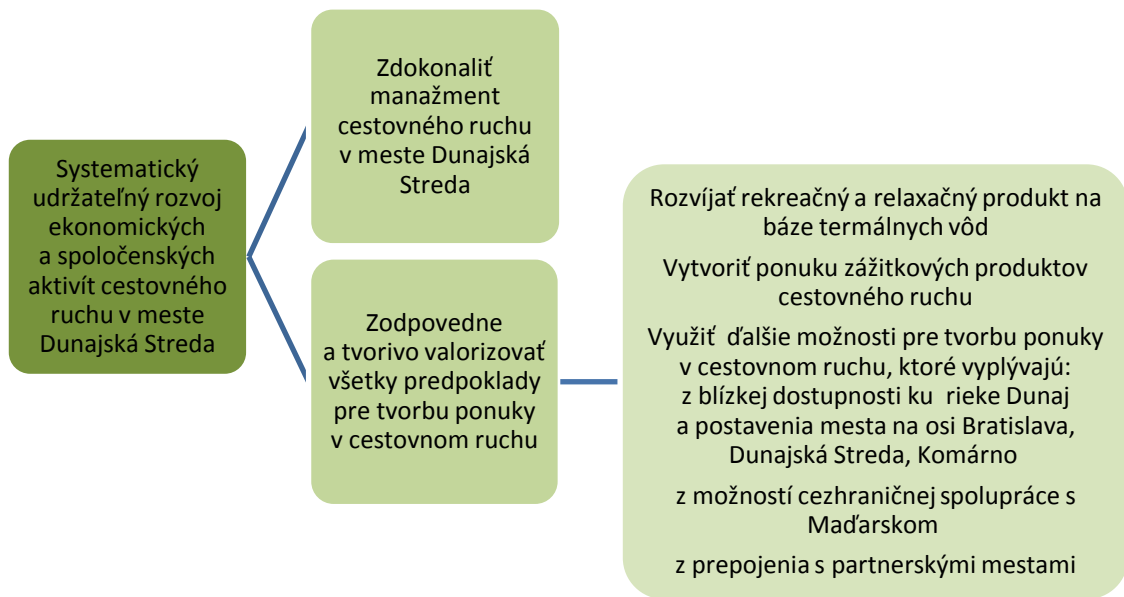 Systematický
udržateľný rozvoj
ekonomických
a spoločenských
aktivít cestovného
ruchu v meste
Dunajská Streda
Zdokonaliť
manažment
cestovného ruchu
v meste Dunajská
Streda
Zodpovedne
a tvorivo valorizovať
všetky predpoklady
pre tvorbu ponuky
v cestovnom ruchu
Rozvíjať rekreačný a relaxačný produkt na
báze termálnych vôd
Vytvoriť ponuku zážitkových produktov
cestovného ruchu
Využiť ďalšie možnosti pre tvorbu ponuky
v cestovnom ruchu, ktoré vyplývajú:
z blízkej dostupnosti ku rieke Dunaj
a postavenia mesta na osi Bratislava,
Dunajská Streda, Komárno
z možností cezhraničnej spolupráce s
Maďarskom
z prepojenia s partnerskými mestami